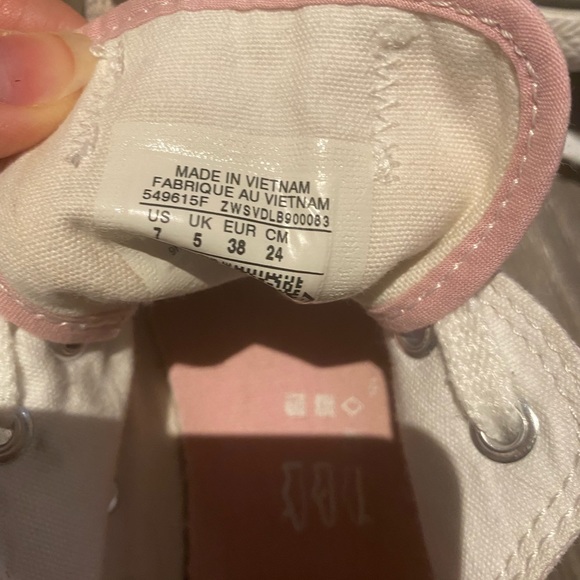 MADE IN VIETNAM
FABRIQUE AU VIETNAM
549615F ZWSVDLB900083
US UK EUR CM
7 5 38 24